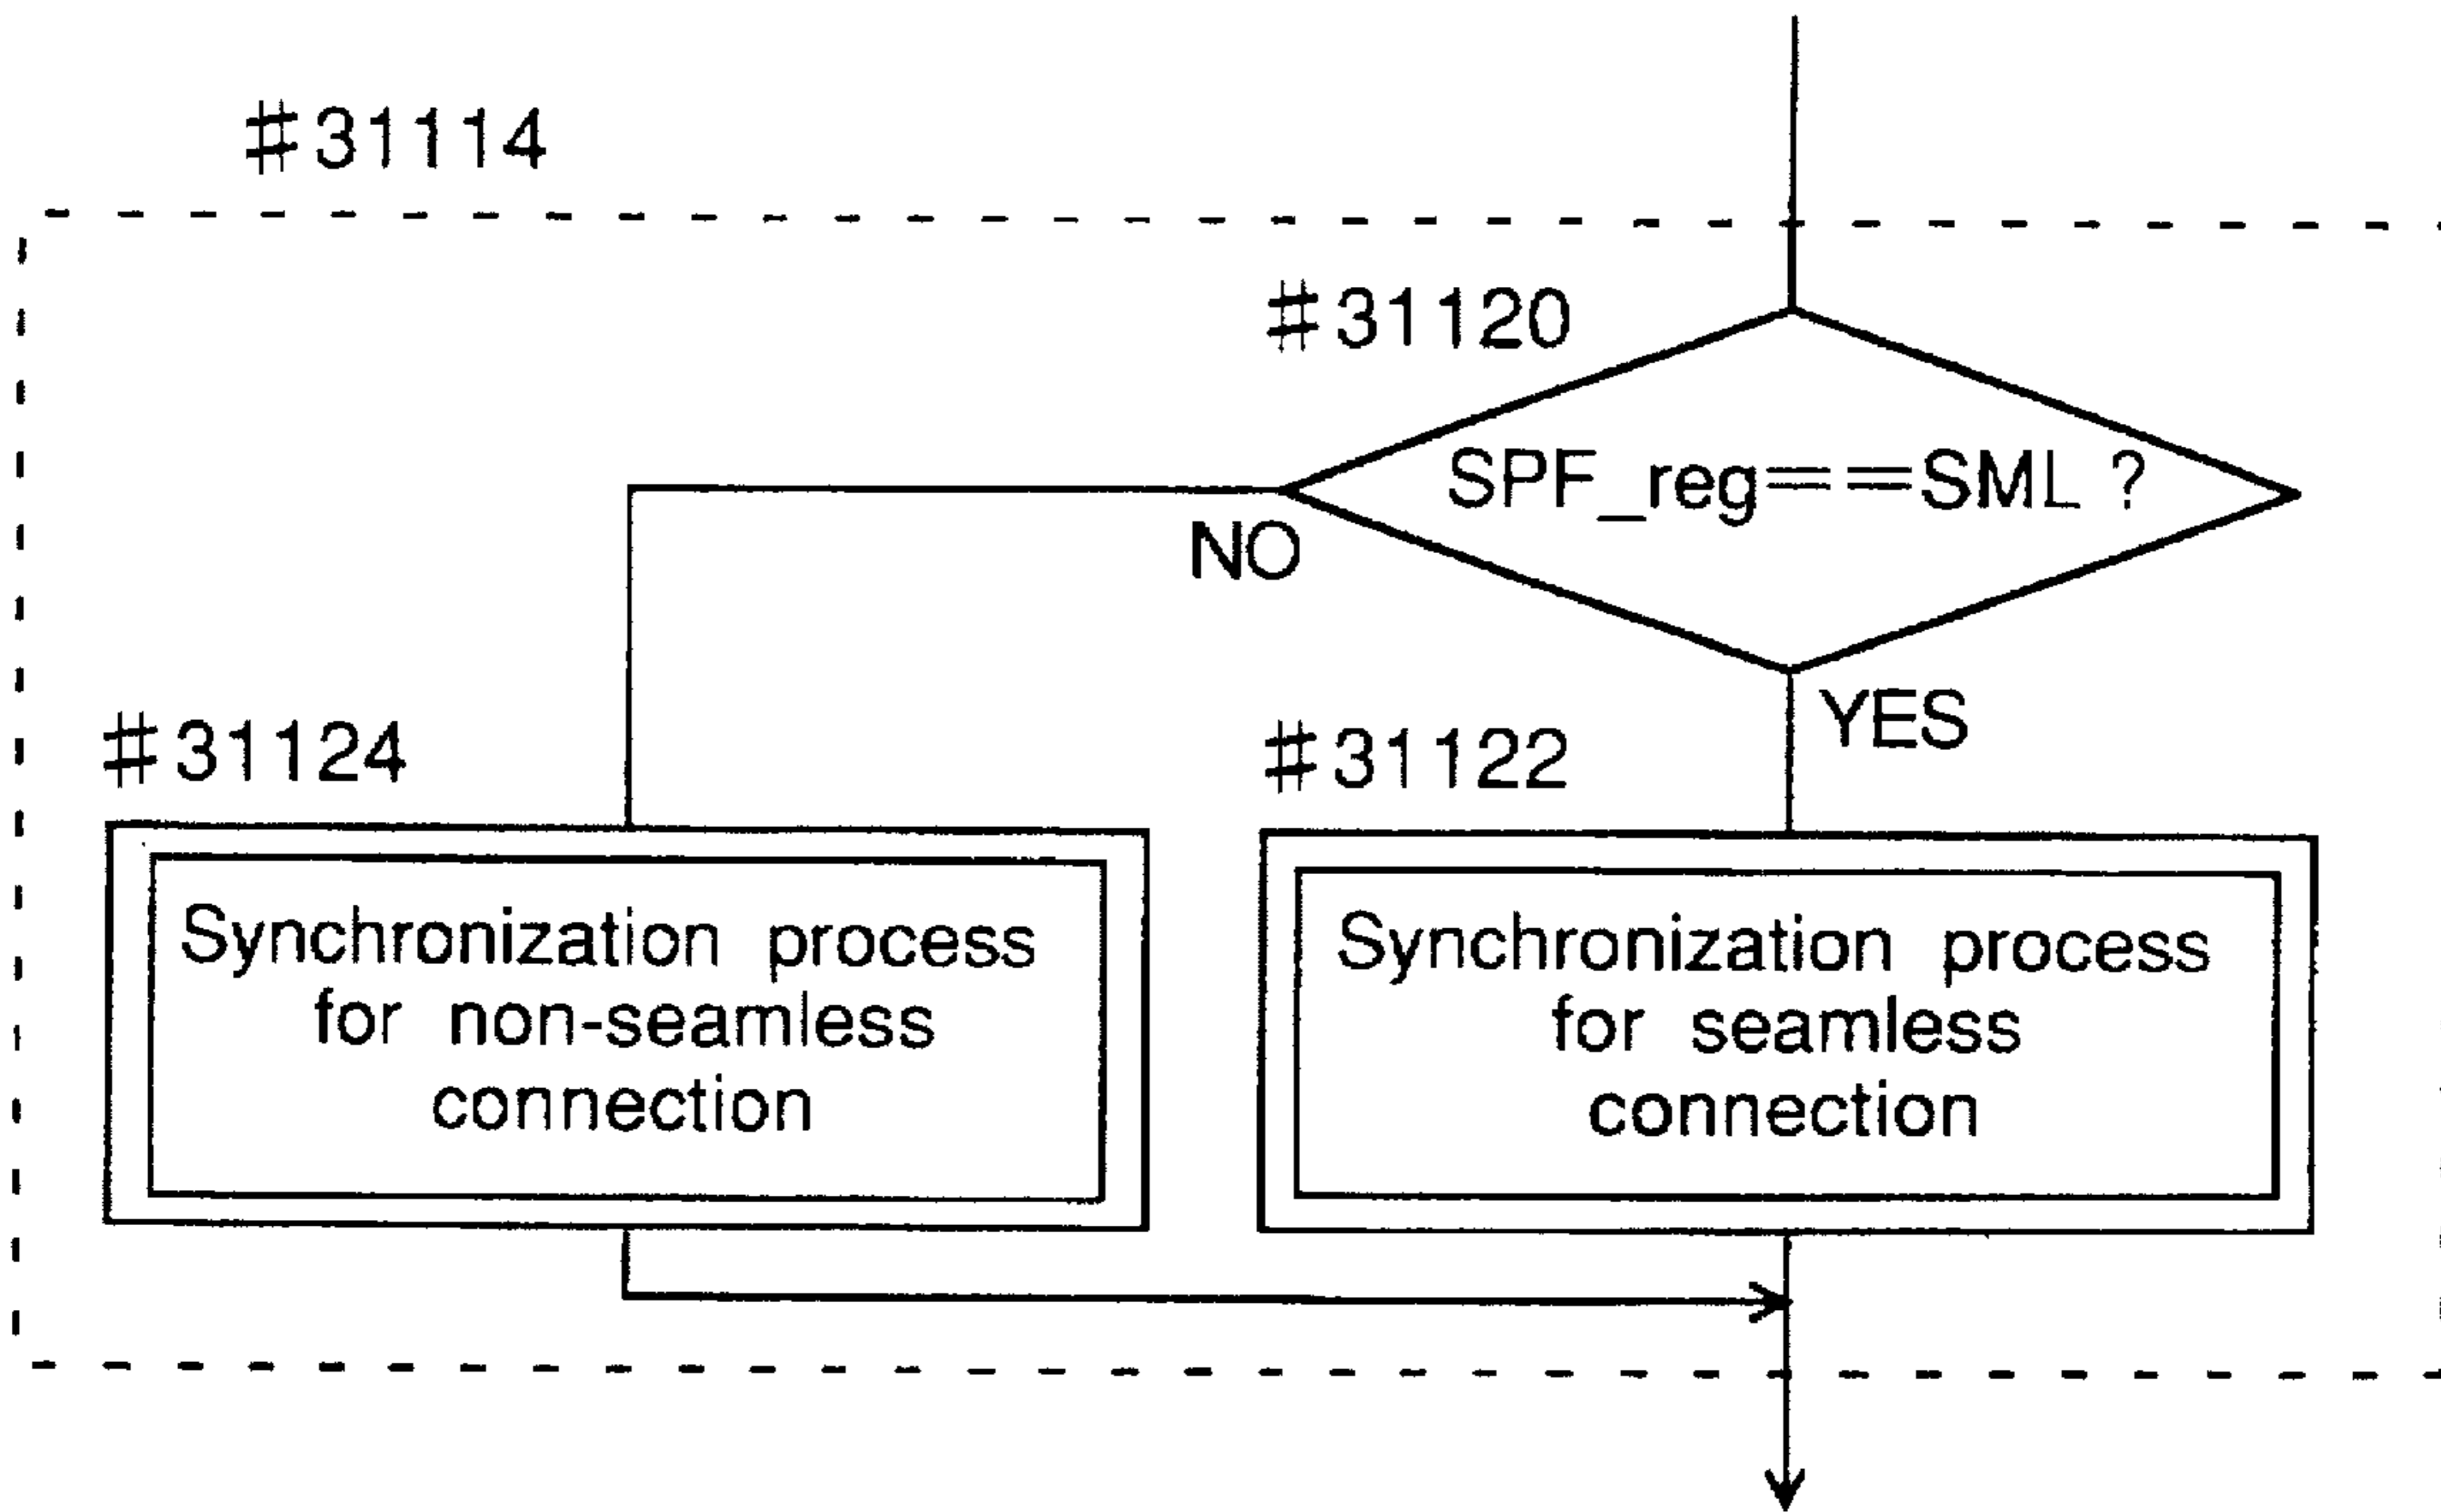 #31114
#31120
SPF_reg==SML ?
NO
YES
#31124
#31122
Synchronization process
for non-seamless
connection
Synchronization process
for seamless
connection